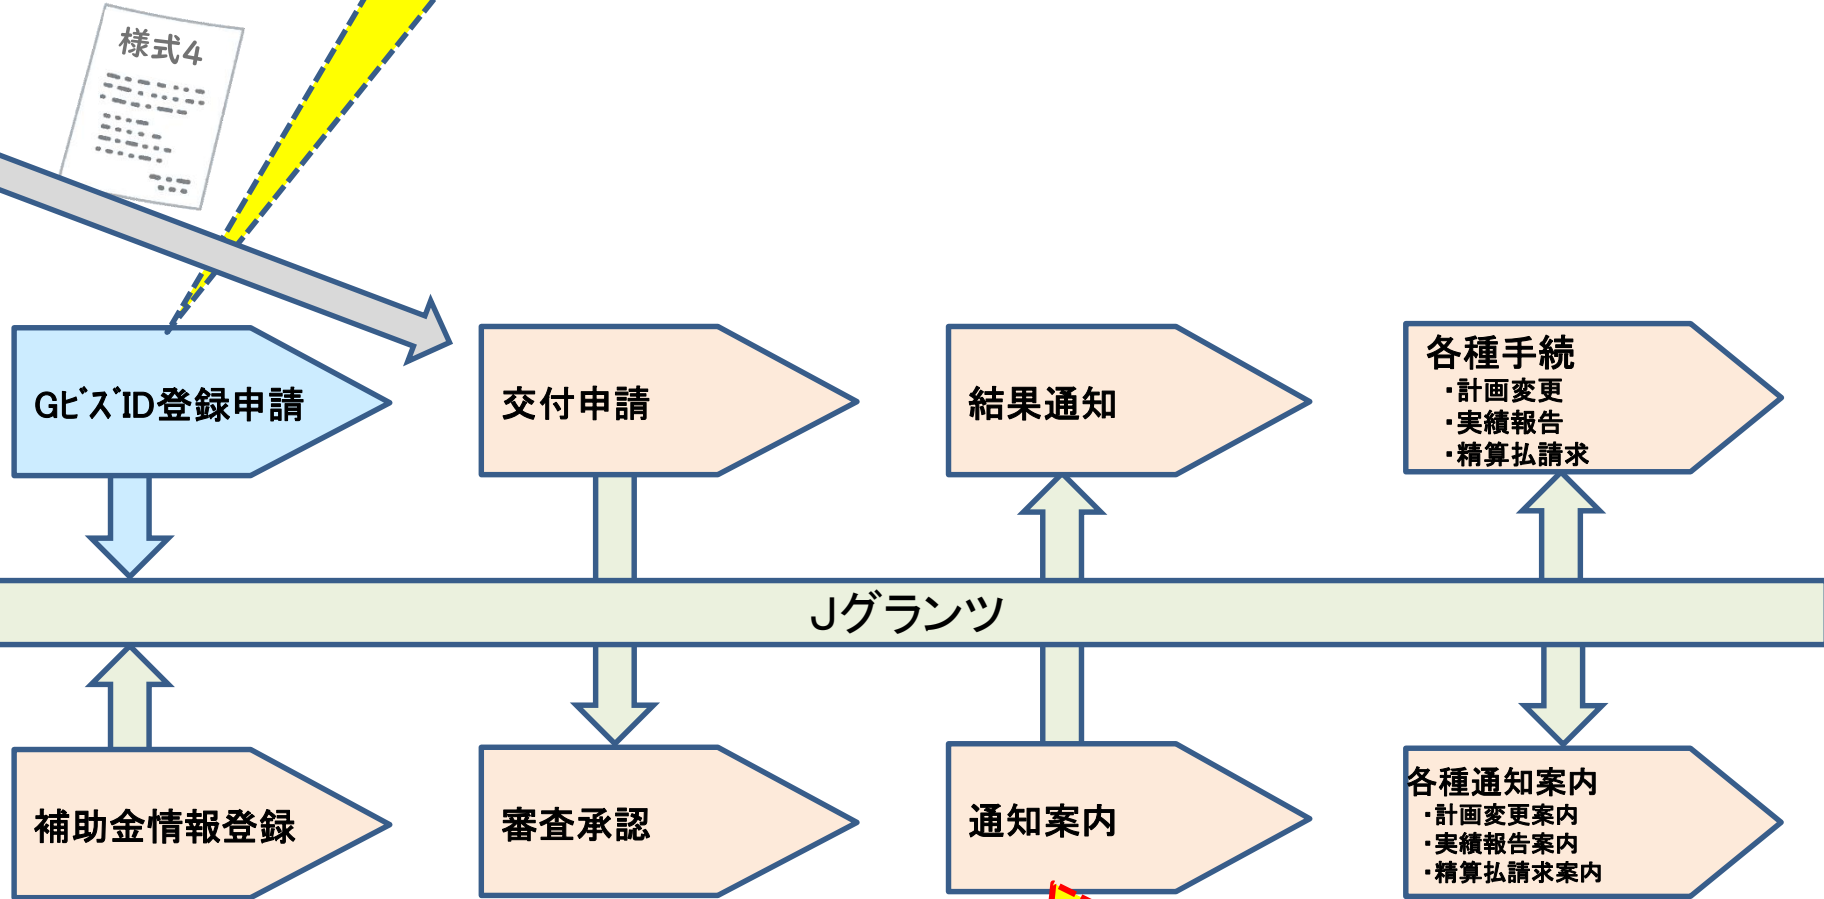 様式4
GﾋﾞｽﾞID登録申請
交付申請
結果通知
各種手続
・計画変更
・実績報告
・精算払請求
Jグランツ
補助金情報登録
審査承認
通知案内
各種通知案内
・計画変更案内
・実績報告案内
・精算払請求案内